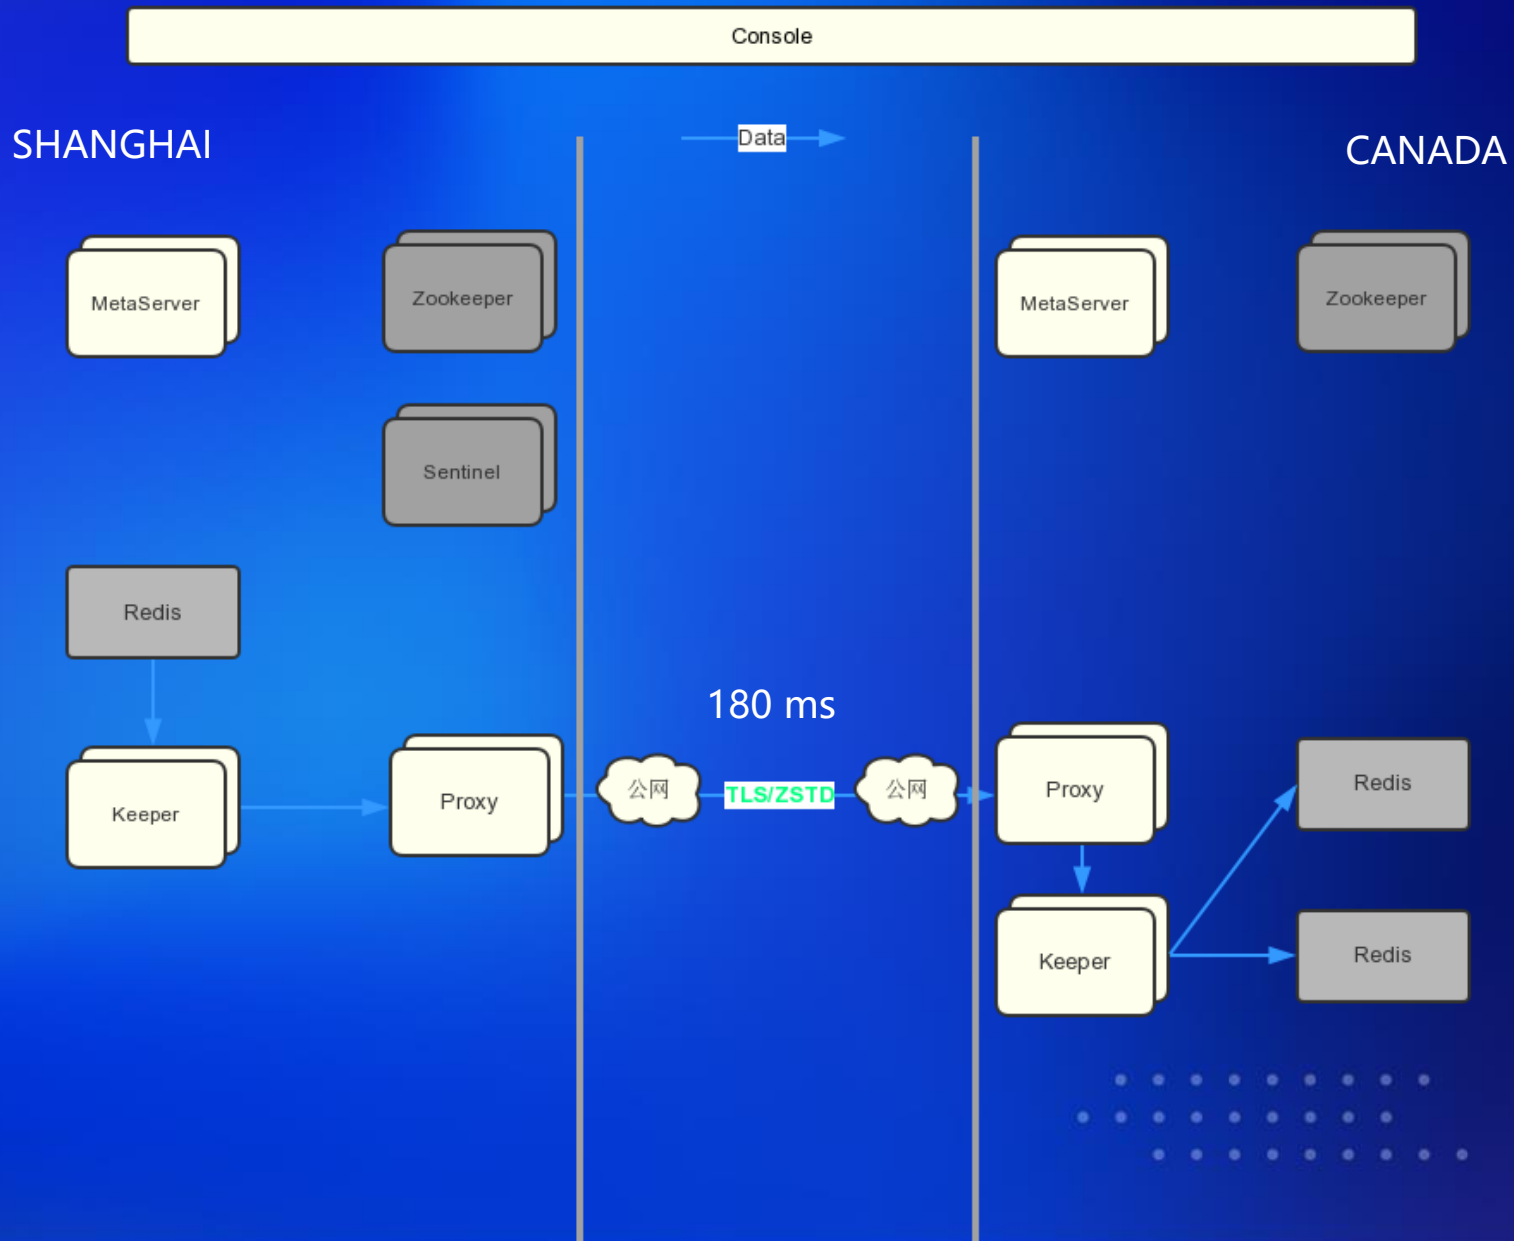 Console
SHANGHAI
Data
CANADA
MetaServer
Zookeeper
MetaServer
Zookeeper
Sentinel
Redis
180 ms
Keeper
Proxy
公网
TLS/ZSTD
公网
Proxy
Redis
Keeper
Redis